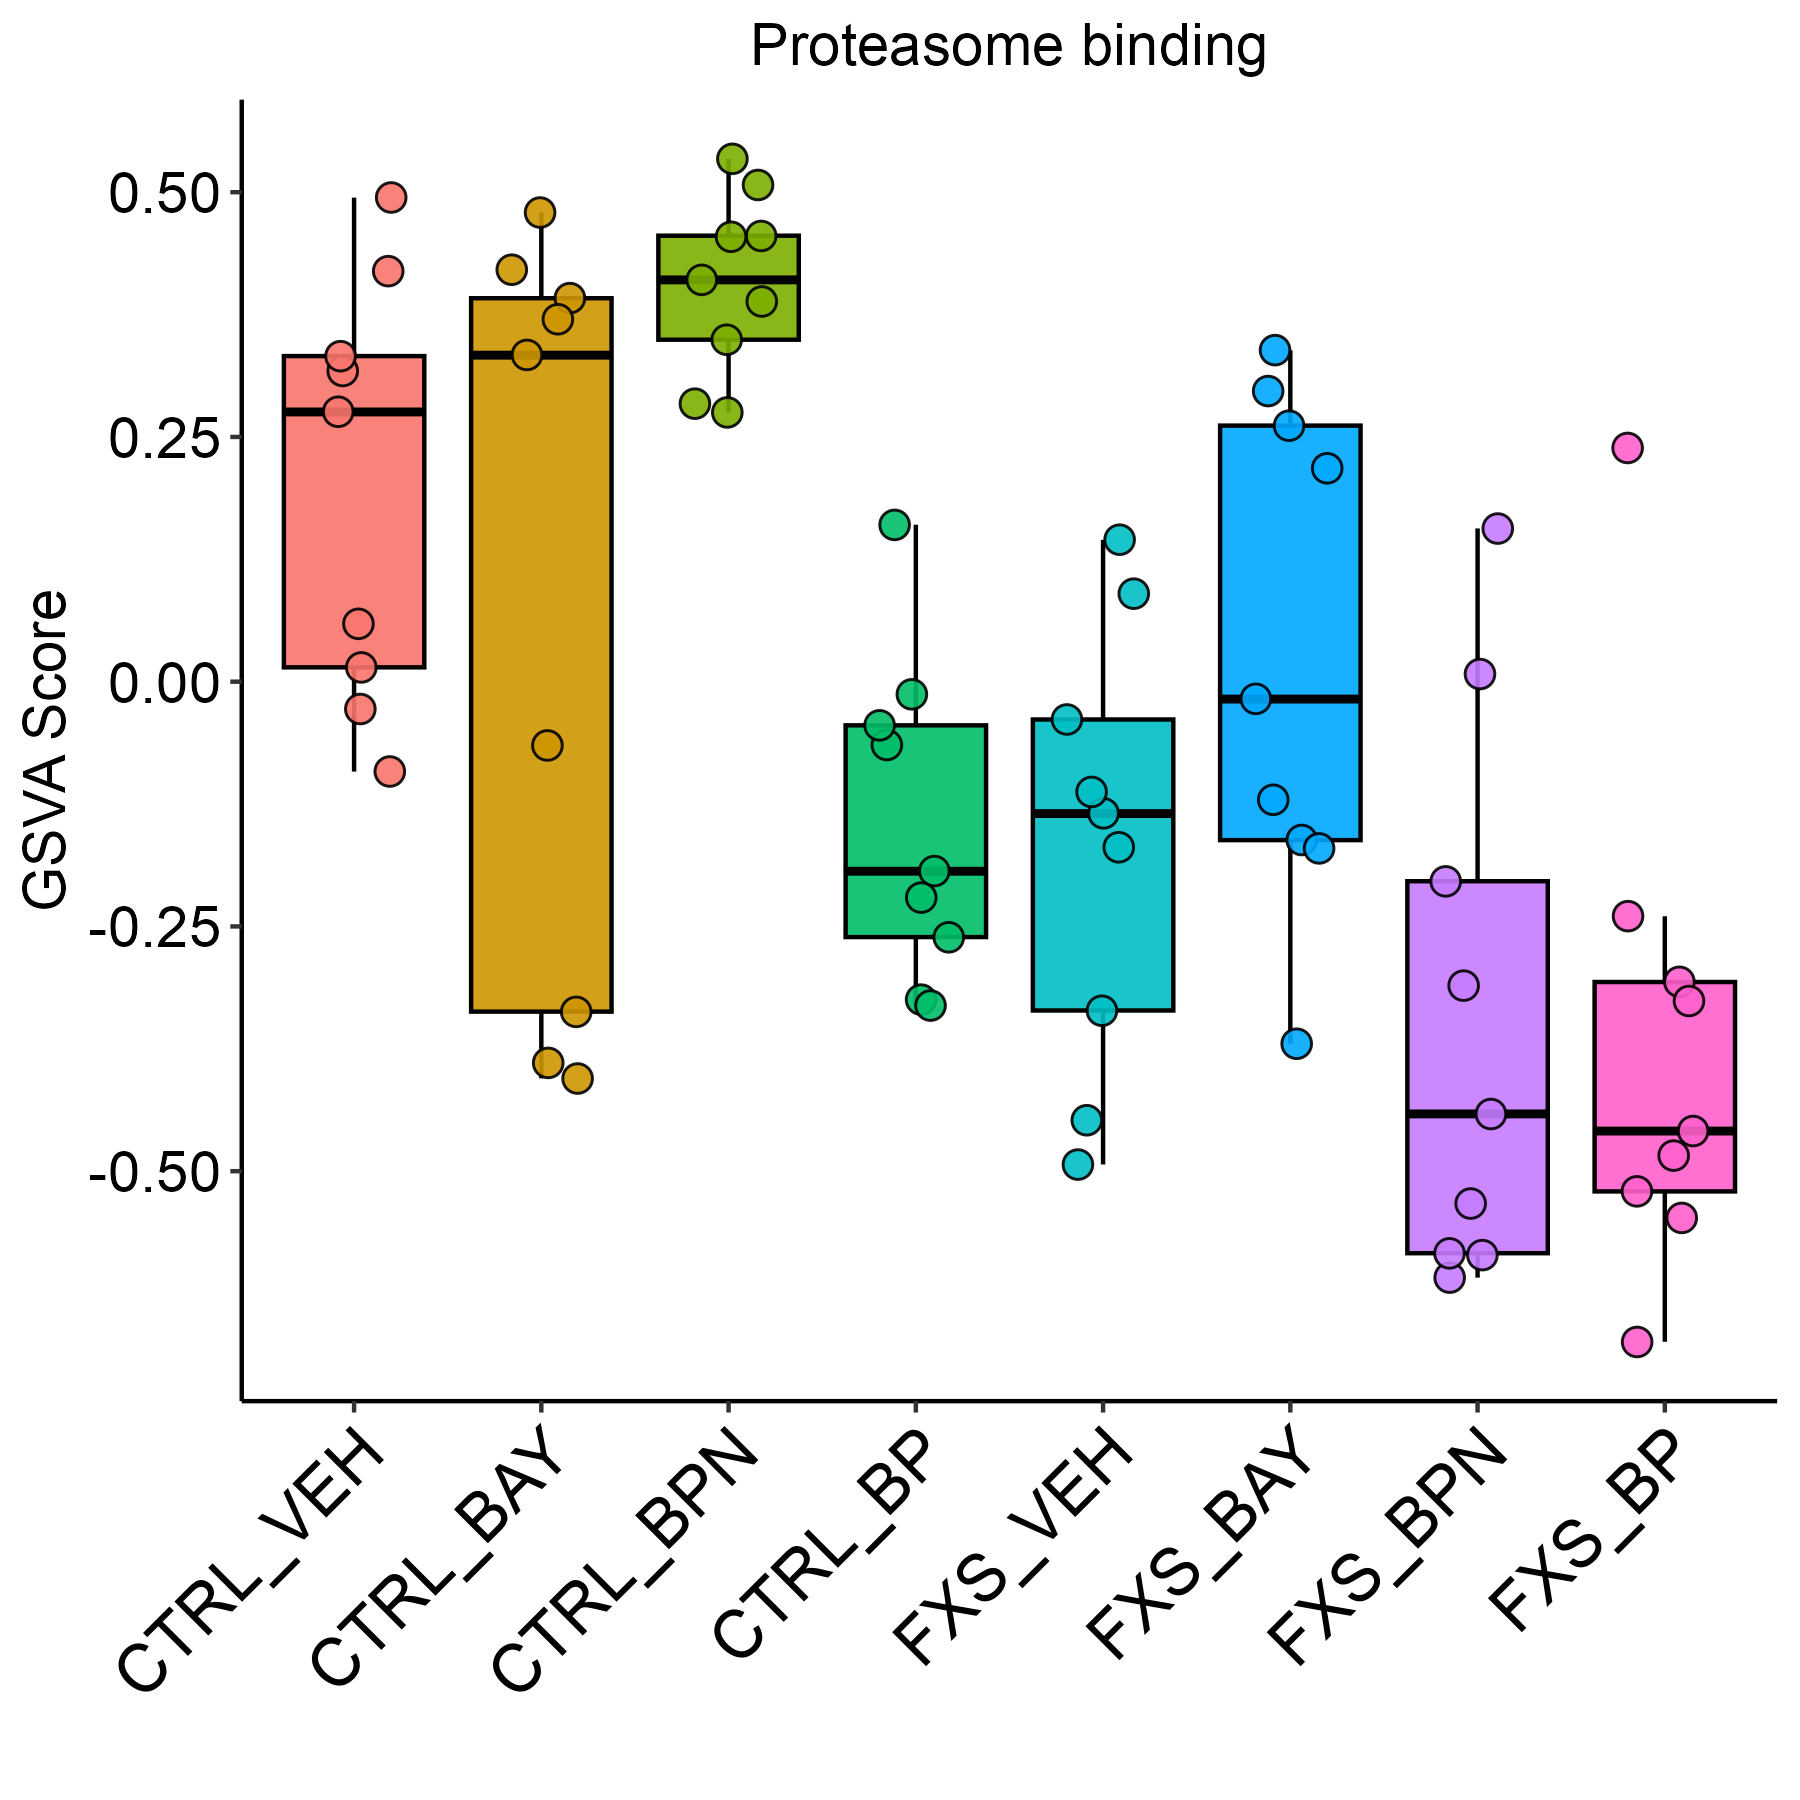 Proteasome binding
GSVA Score
0.50
0.25
0.00
-0.25
-0.50
CTRL_VEH
CTRL_BAY
CTRL_BPN
CTRL_BP
FXS_VEH
FXS_BAY
FXS_BPN
FXS_BP